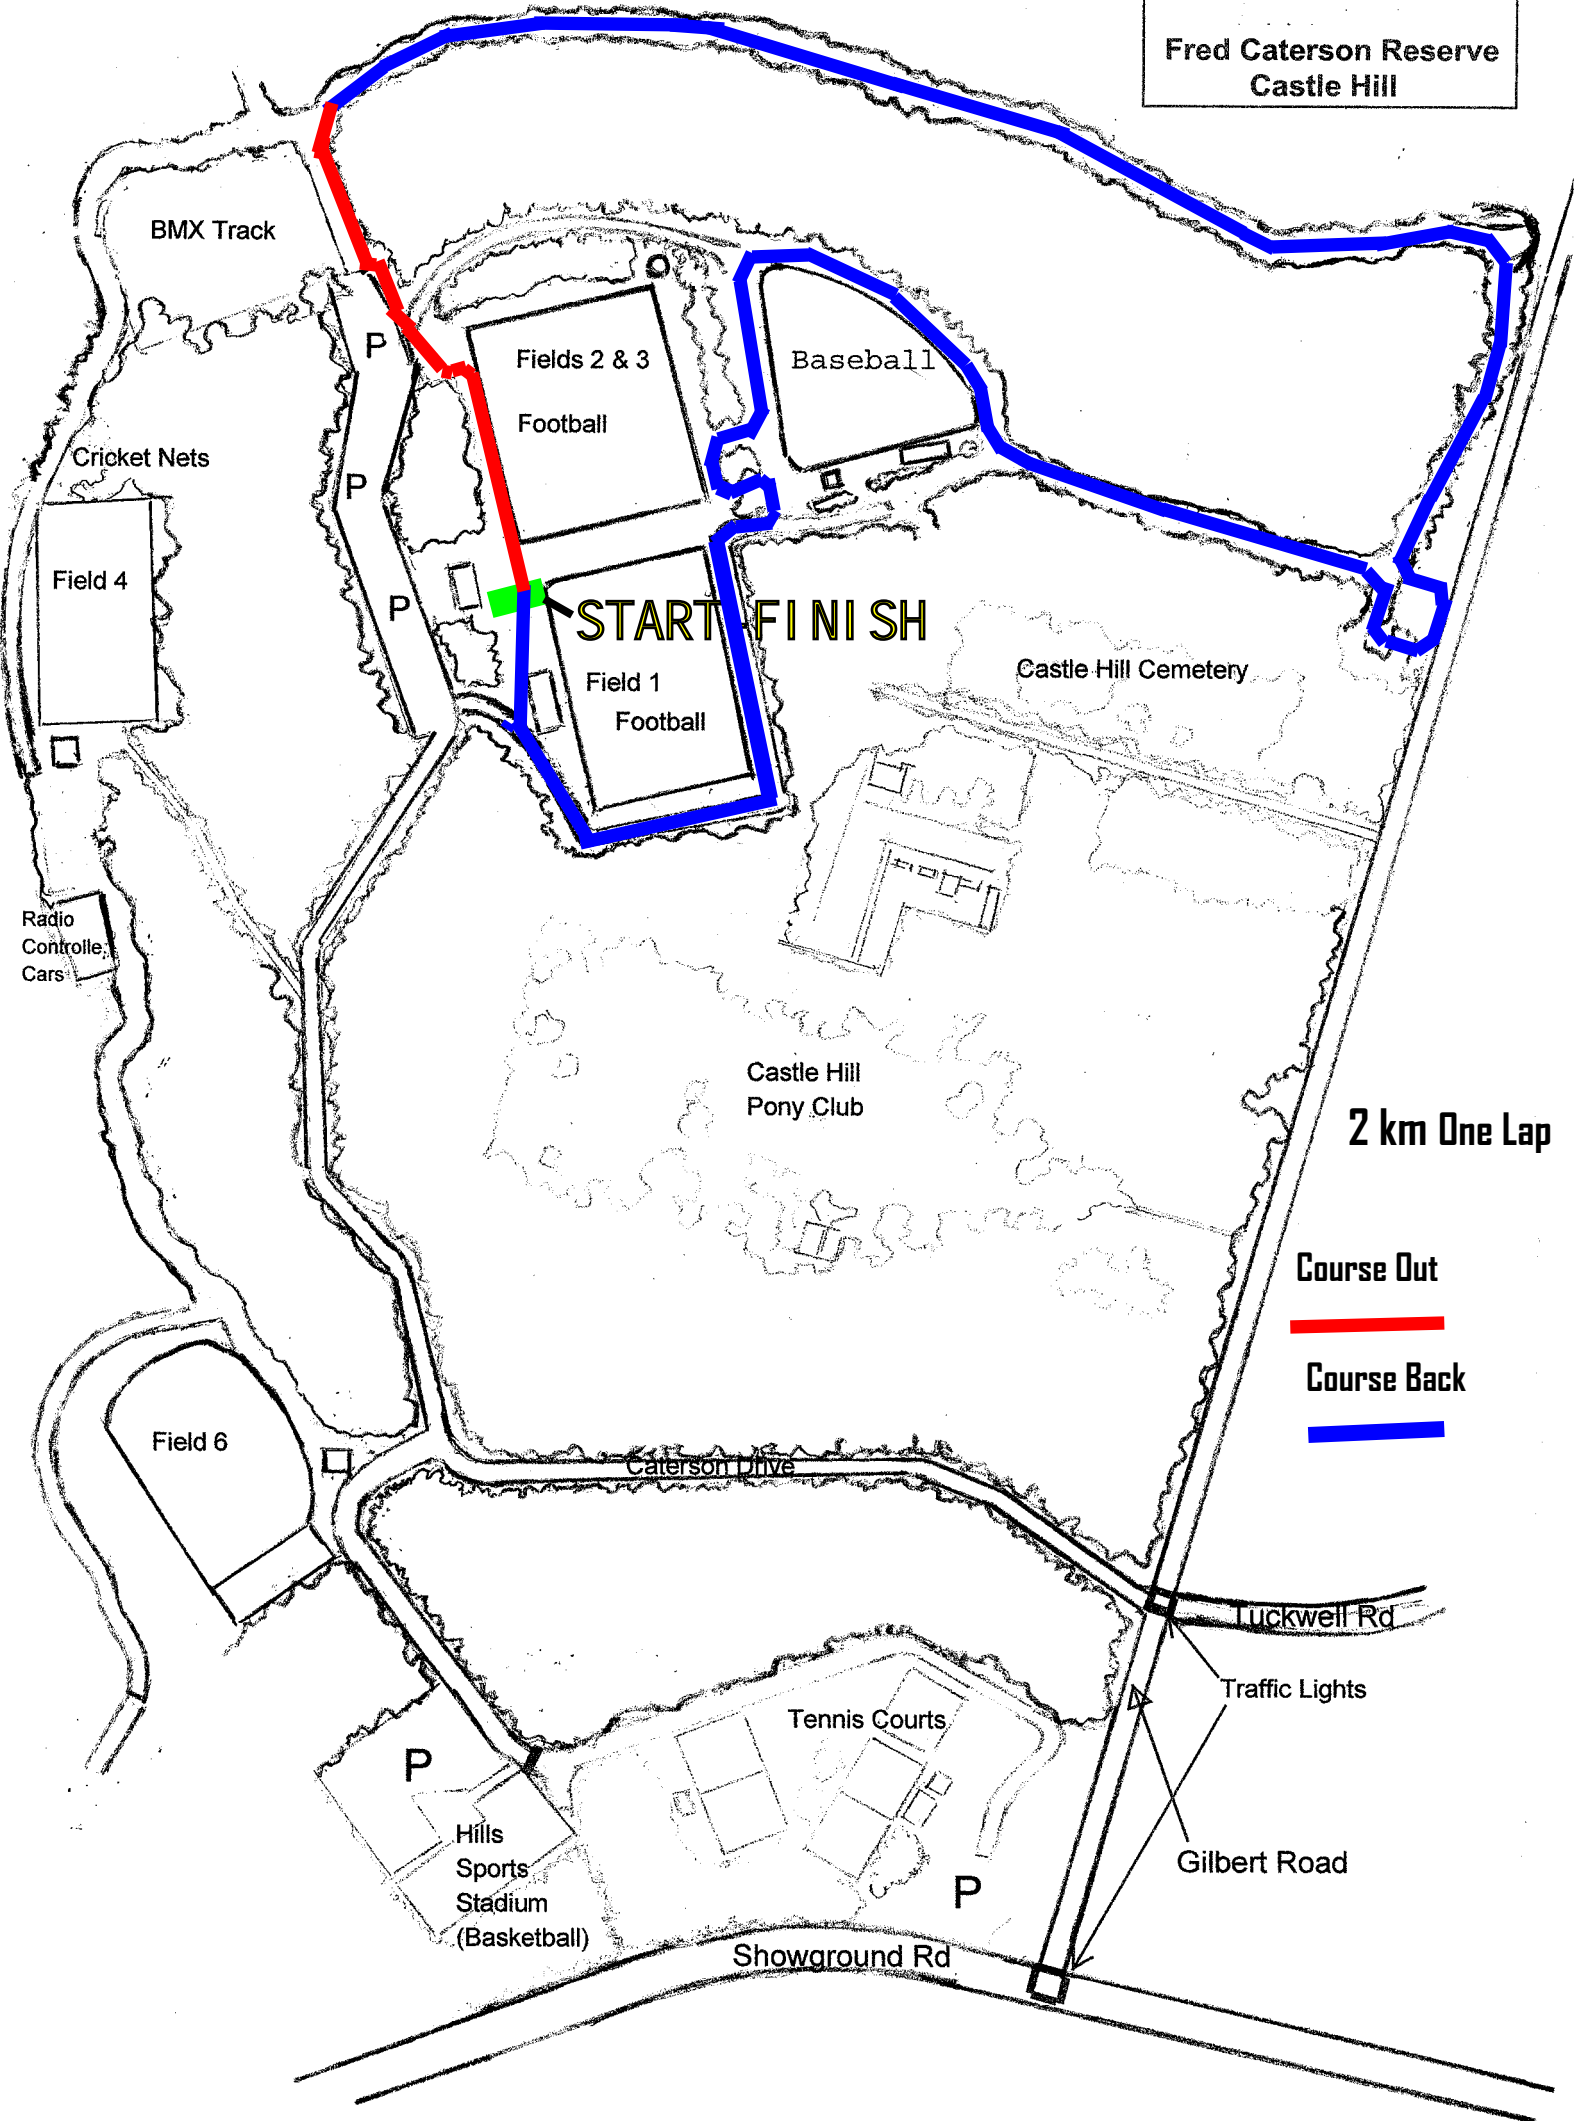 Fred Caterson Reserve
Castle Hill
BMX Track
P
Fields 2 & 3
Baseball
Football
Cricket Nets
P
Field 4
P
START-FINISH
Field 1
Castle Hill Cemetery
Football
Radio
Controlle
Cars
Castle Hill
Pony Club
2 km One Lap
Course Out
Course Back
Field 6
Caterson Drive
Tuckwell Rd
Traffic Lights
Tennis Courts
P
Hills
Sports
Stadium
(Basketball)
Gilbert Road
P
Showground Rd